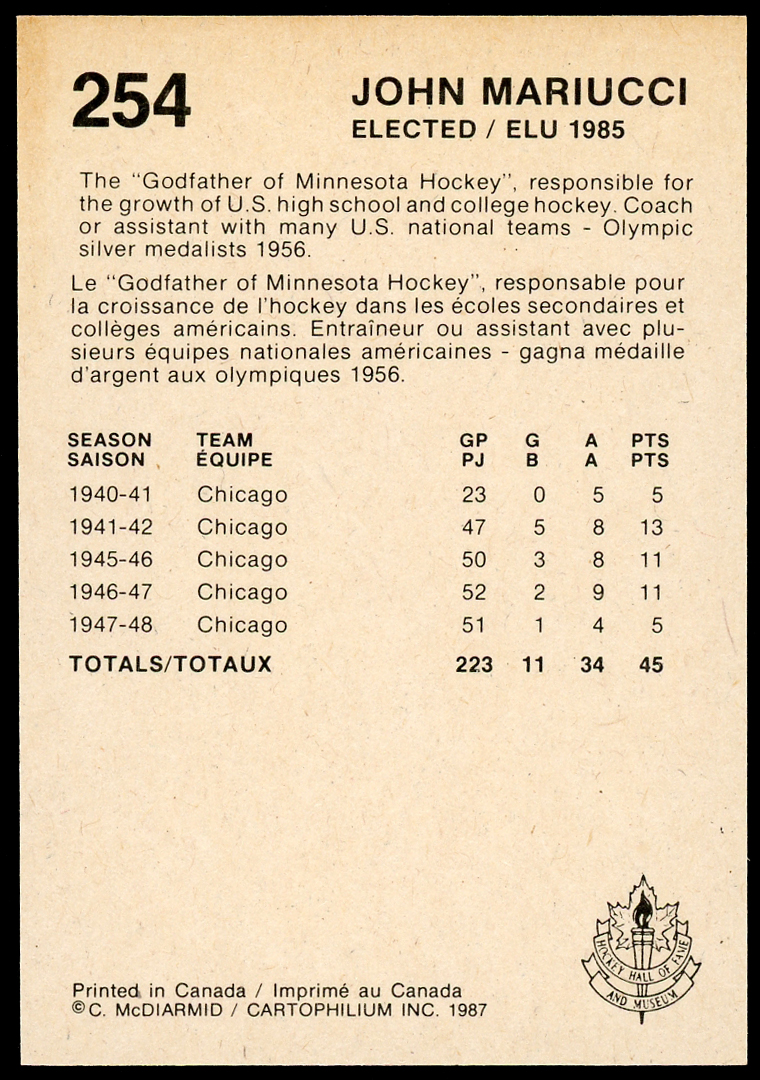 254
JOHN MARIUCCI
ELECTED / ELU 1985
The "Godfather of Minnesota Hockey", responsible for
the growth of U.S. high school and college hockey. Coach
or assistant with many U.S. national teams - Olympic
silver medalists 1956.
Le "Godfather of Minnesota Hockey", responsable pour
la croissance de l'hockey dans les écoles secondaires et
collèges américains. Entraîneur ou assistant avec plu-
sieurs équipes nationales américaines - gagna médaille
d'argent aux olympiques 1956.
SEASON TEAM GP G A PTS
SAISON ÉQUIPE PJ B A PTS
1940-41 Chicago 23 0 5 5
1941-42 Chicago 47 5 8 13
1945-46 Chicago 50 3 8 11
1946-47 Chicago 52 2 9 11
1947-48 Chicago 51 1 4 5
TOTALS/TOTAUX 223 11 34 45
HOCKEY HALL OF FAME
AND MUSEUM
Printed in Canada / Imprimé au Canada
©C. McDIARMID / CARTOPHILIUM INC. 1987